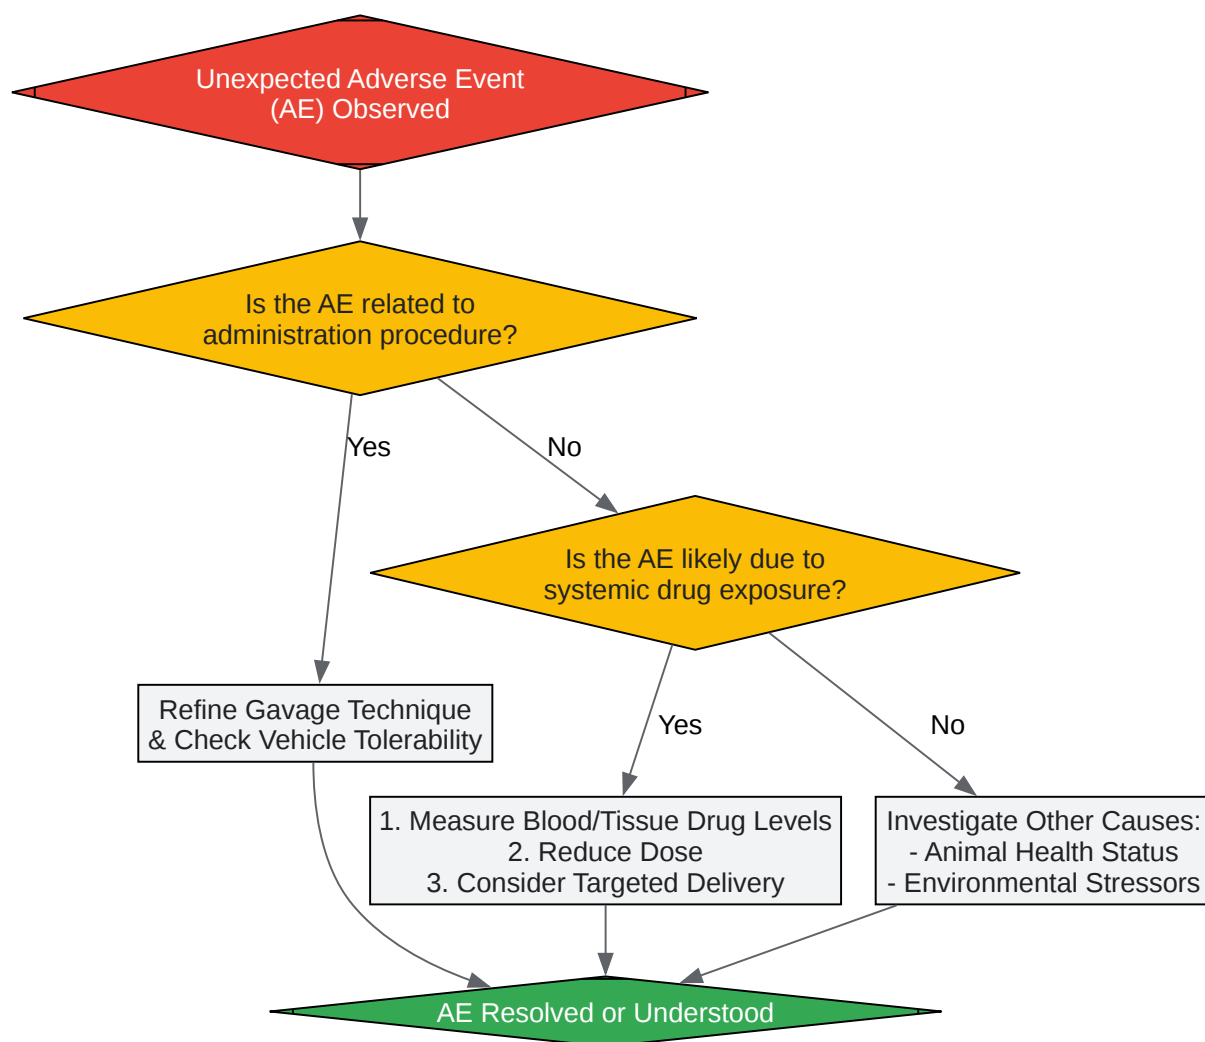 Unexpected Adverse Event
(AE) Observed
Is the AE related to
administration procedure?
Yes
No
Is the AE likely due to
systemic drug exposure?
Refine Gavage Technique
& Check Vehicle Tolerability
Yes
No
1. Measure Blood/Tissue Drug Levels
2. Reduce Dose
3. Consider Targeted Delivery
Investigate Other Causes:
- Animal Health Status
- Environmental Stressors
AE Resolved or Understood